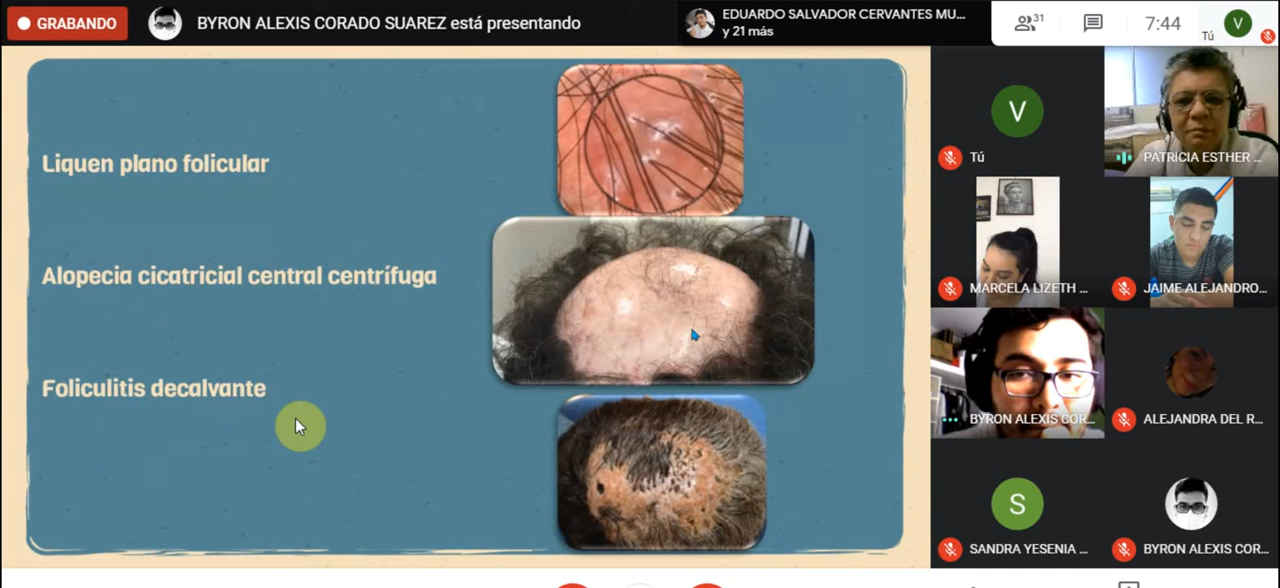 GRABANDO
BYRON ALEXIS CORADO SUAREZ está presentando
EDUARDO SALVADOR CERVANTES MU...
y 21 más
31
7:44
Tú
V
Liquen plano folicular
Alopecia cicatricial central centrífuga
Foliculitis decalvante
V
Tú
PATRICIA ESTHER ...
MARCELA LIZETH ...
JAIME ALEJANDRO...
BYRON ALEXIS COR...
ALEJANDRA DEL R...
S
SANDRA YESENIA ...
BYRON ALEXIS COR...